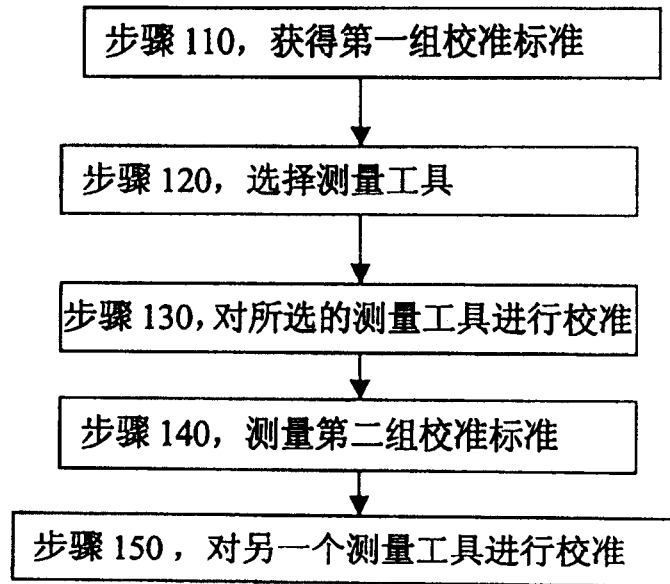 步骤 110，获得第一组校准标准
步骤 120，选择测量工具
步骤 130，对所选的测量工具进行校准
步骤 140，测量第二组校准标准
步骤 150，对另一个测量工具进行校准